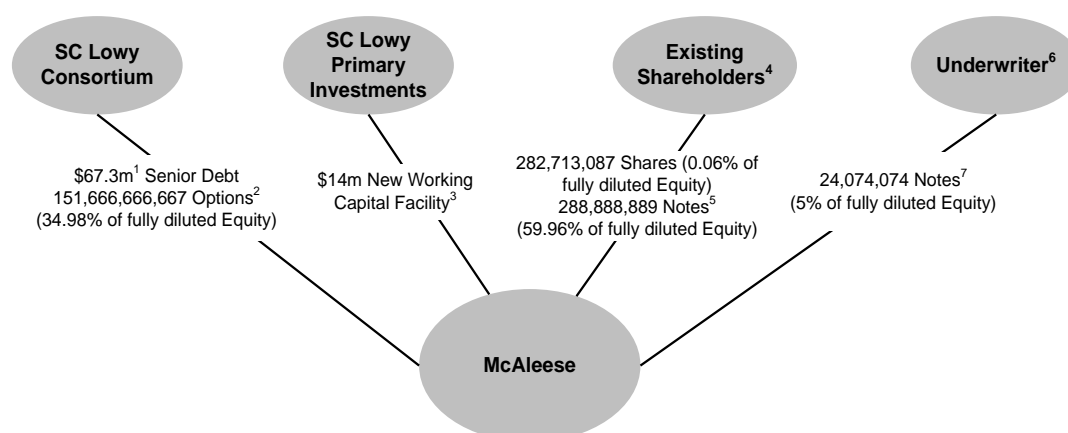 SC Lowy
Consortium
SC Lowy
Primary
Investments
Existing
Shareholders4
Underwriter6
$67.3m1 Senior Debt
151,666,666,667 Options2
(34.98% of fully diluted Equity)
$14m New Working
Capital Facility3
282,713,087 Shares (0.06% of
fully diluted Equity)
288,888,889 Notes5
(59.96% of fully diluted Equity)
24,074,074 Notes7
(5% of fully diluted Equity)
McAleese